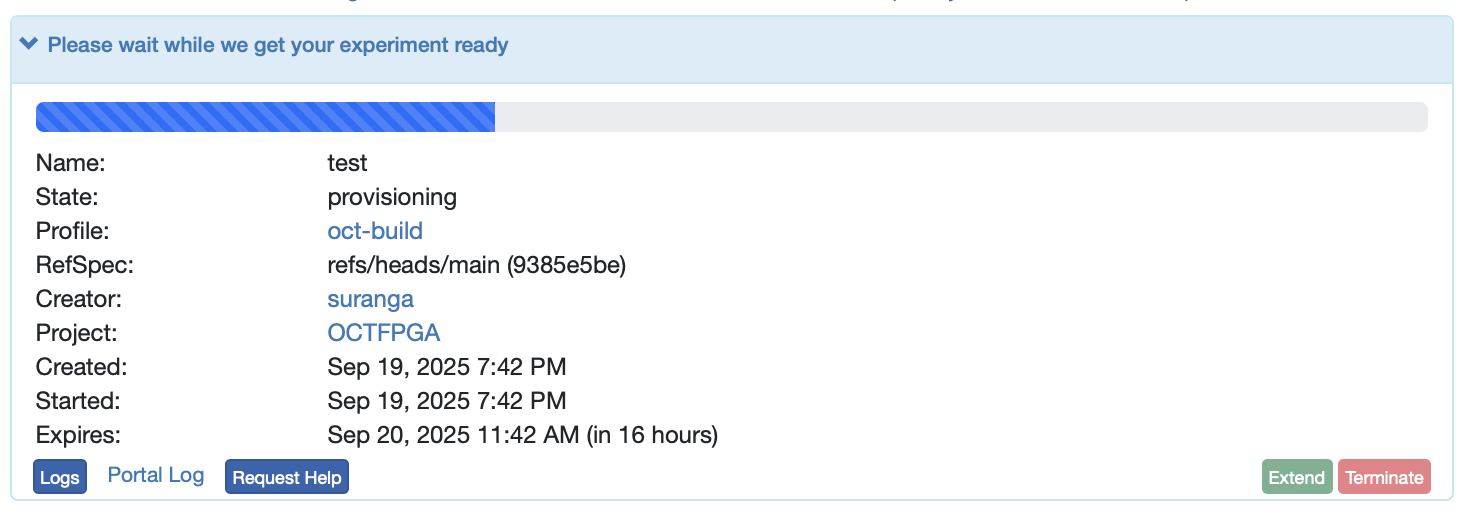 Please wait while we get your experiment ready
Name: test
State: provisioning
Profile: oct-build
RefSpec: refs/heads/main (9385e5be)
Creator: suranga
Project: OCTFPGA
Created: Sep 19, 2025 7:42 PM
Started: Sep 19, 2025 7:42 PM
Expires: Sep 20, 2025 11:42 AM (in 16 hours)
Logs Portal Log Request Help Extend Terminate